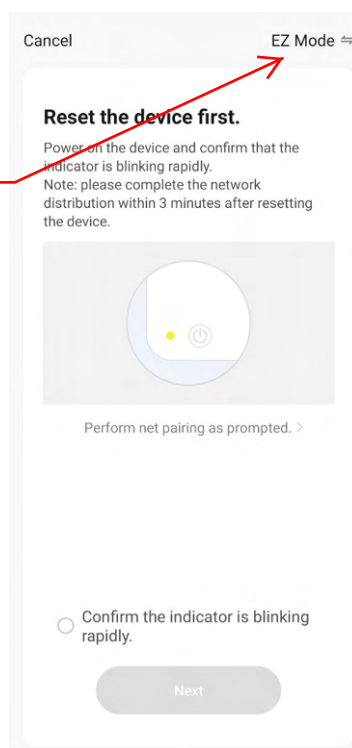 Cancel EZ Mode ⇋
Reset the device first.
Power on the device and confirm that the
indicator is blinking rapidly.
Note: please complete the network
distribution within 3 minutes after resetting
the device.
Perform net pairing as prompted. >
Confirm the indicator is blinking
rapidly.
Next